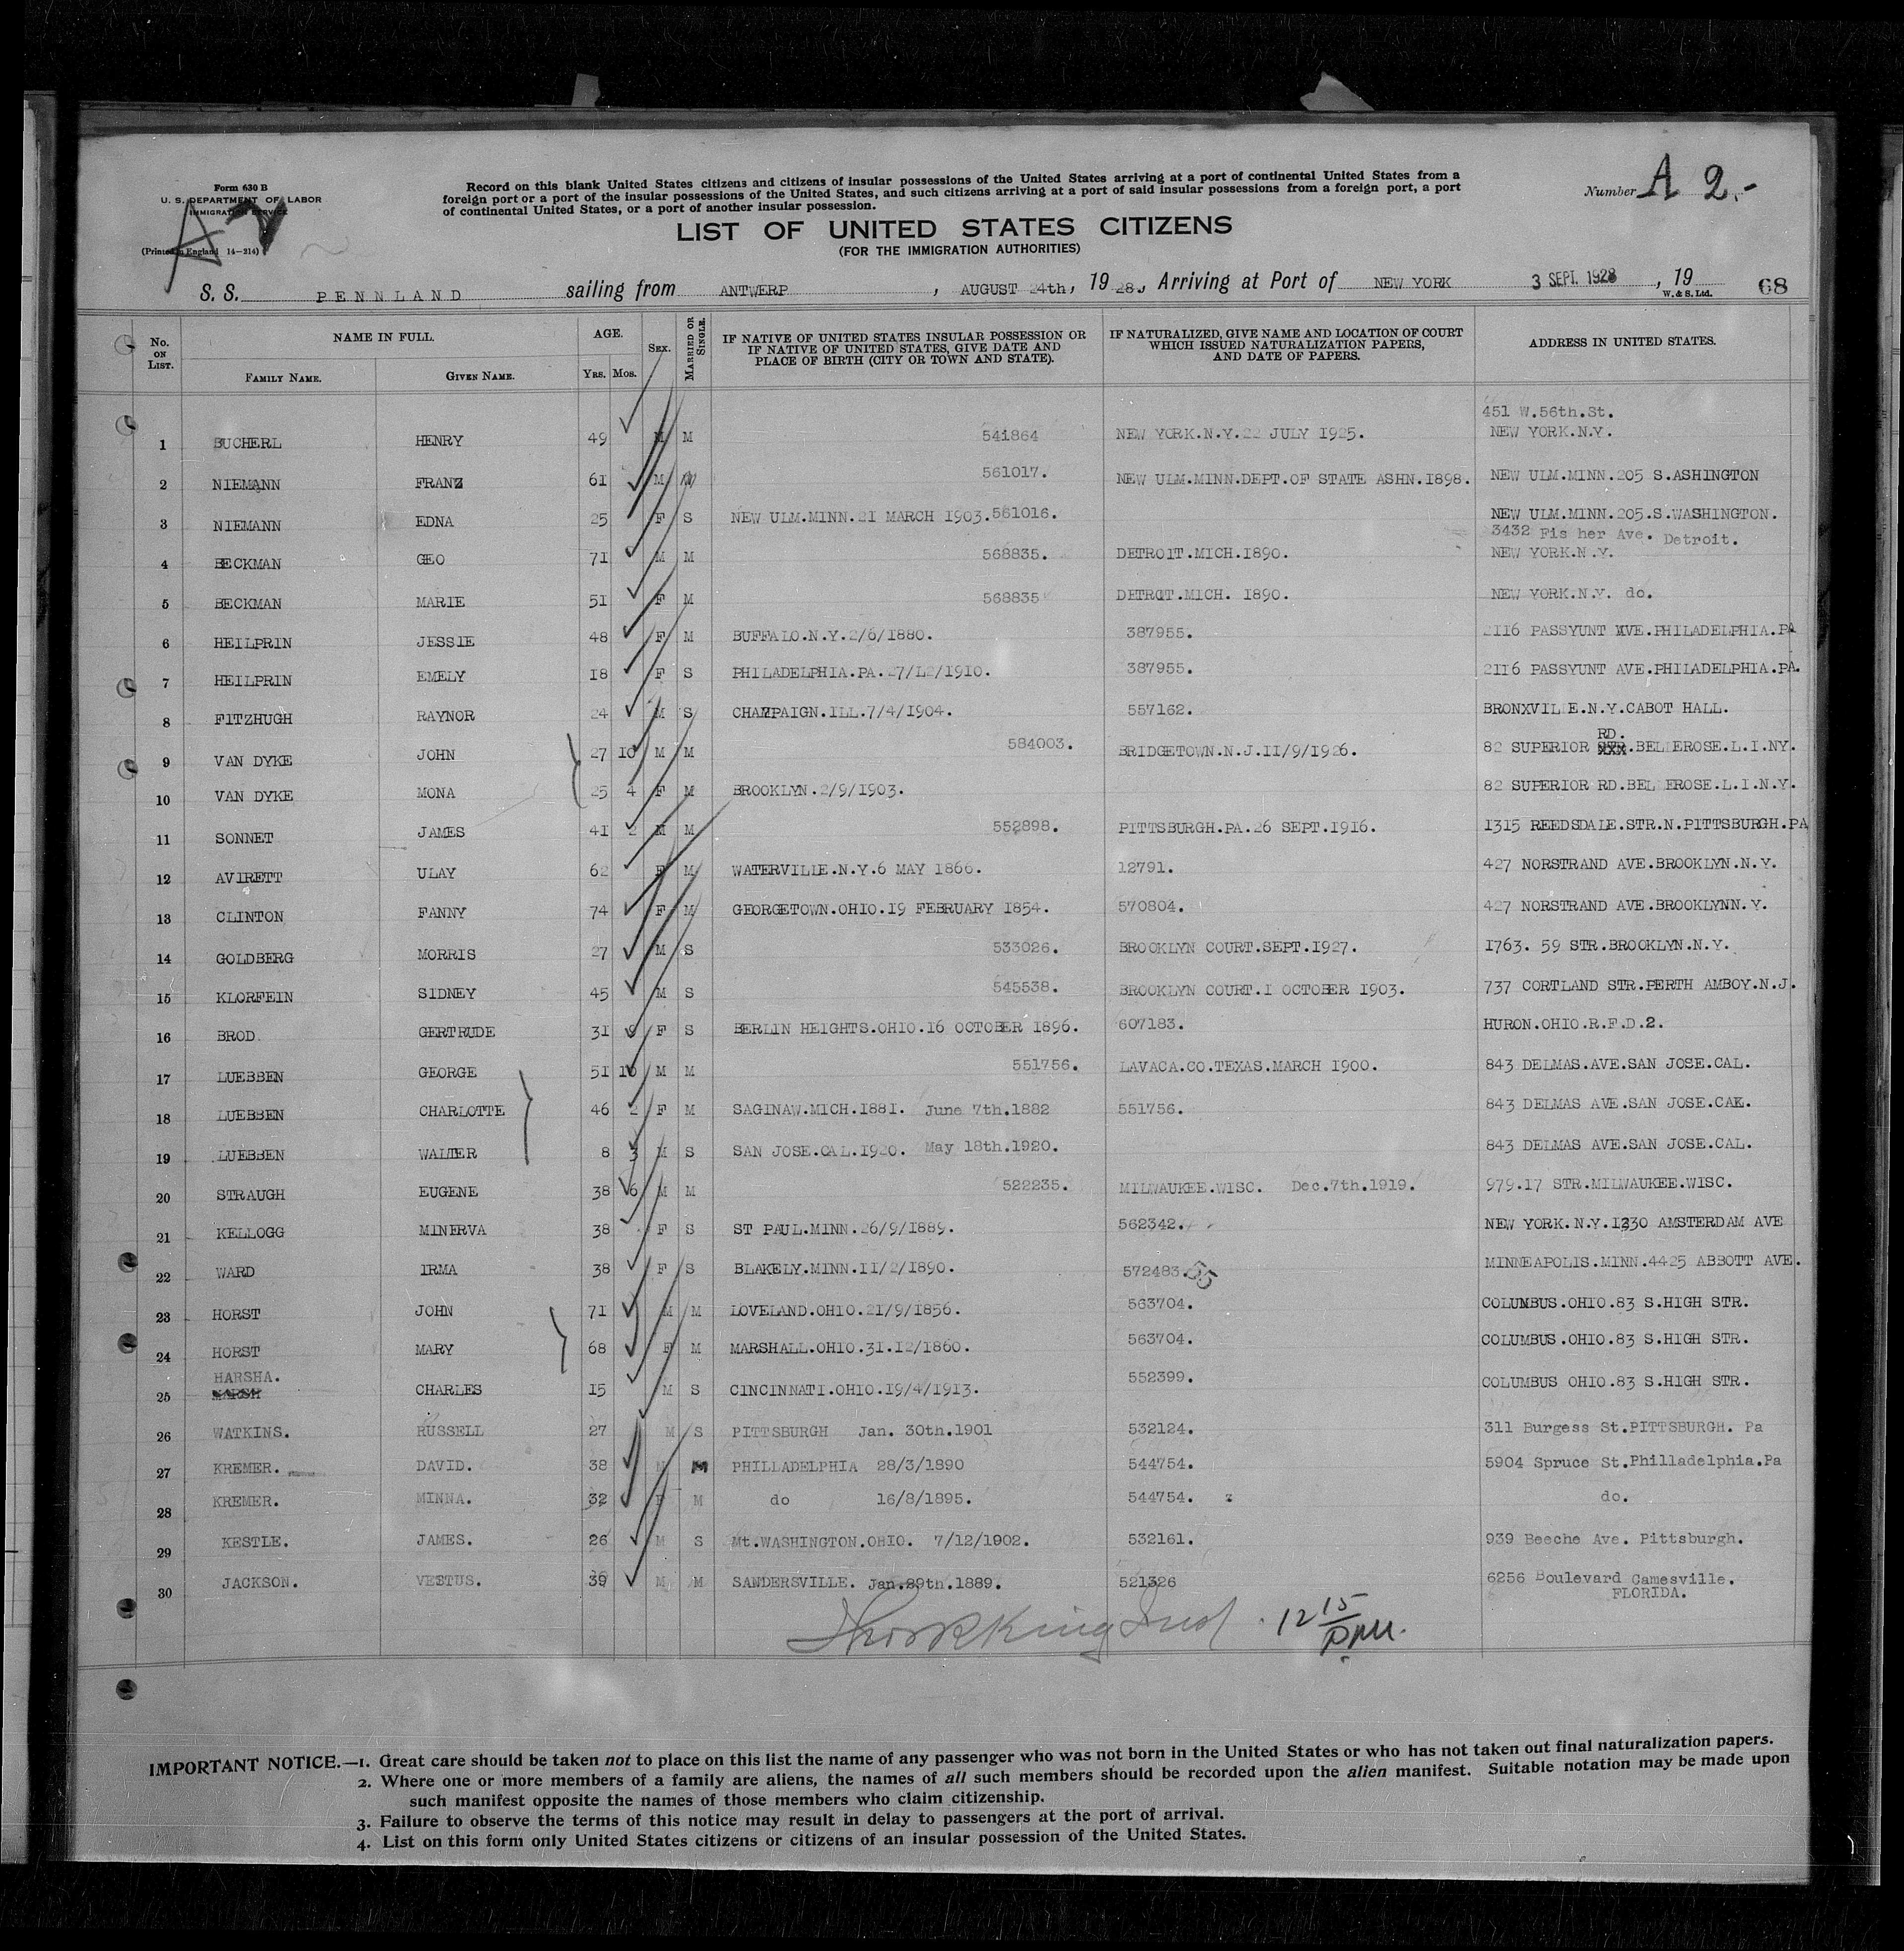 Form 630 B
U. S. DEPARTMENT OF LABOR
IMMIGRATION SERVICE
(Printed in England 14—214)
A 2
Record on this blank United States citizens and citizens of insular possessions of the United States arriving at a port of continental United States from a
foreign port or a port of the insular possessions of the United States, and such citizens arriving at a port of said insular possessions from a foreign port, a port
of continental United States, or a port of another insular possession.
Number A 2.-
LIST OF UNITED STATES CITIZENS
(FOR THE IMMIGRATION AUTHORITIES)
S. S. PENNLAND sailing from ANTWERP, AUGUST 24th, 19 28., Arriving at Port of NEW YORK 3 SEPT. 1928, 19
W. & S. Ltd.
68
No. ON LIST. NAME IN FULL. FAMILY NAME. GIVEN NAME. AGE. YRS. MOS. SEX. MARRIED OR SINGLE. IF NATIVE OF UNITED STATES INSULAR POSSESSION OR IF NATIVE OF UNITED STATES, GIVE DATE AND PLACE OF BIRTH (CITY OR TOWN AND STATE). IF NATURALIZED, GIVE NAME AND LOCATION OF COURT WHICH ISSUED NATURALIZATION PAPERS, AND DATE OF PAPERS. ADDRESS IN UNITED STATES.
1 BUCHERL HENRY 49 M M 541864 NEW YORK.N.Y.22 JULY 1925. 451 W.56th.St. NEW YORK.N.Y.
2 NIEMANN FRANZ 61 M 561017. NEW ULM.MINN.DEPT.OF STATE ASHN.1898. NEW ULM.MINN.205 S.ASHINGTON
3 NIEMANN EDNA 25 F S NEW ULM.MINN.21 MARCH 1903.561016. NEW ULM.MINN.205.S.WASHINGTON.
4 BECKMAN GEO 71 M M 568835. DETROIT.MICH.1890. 3432 Fis her Ave. Detroit. NEW YORK.N.Y.
5 BECKMAN MARIE 51 F M 568835 DETROT.MICH. 1890. NEW YORK.N.Y. do.
6 HEILPRIN JESSIE 48 F M BUFFALO.N.Y.2/6/1880. 387955. 2116 PASSYUNT AVE.PHILADELPHIA.PA
7 HEILPRIN EMELY 18 F S PHILADELPHIA.PA.27/L2/1910. 387955. 2116 PASSYUNT AVE.PHILADELPHIA.PA.
8 FITZHUGH RAYNOR 24 M S CHAMPAIGN.ILL.7/4/1904. 557162. BRONXVILLE.N.Y.CABOT HALL.
9 VAN DYKE JOHN 27 10 M M 584003. BRIDGETOWN.N.J.11/9/1926. 82 SUPERIOR RD. BELLEROSE.L.I.NY.
10 VAN DYKE MONA 25 4 F M BROOKLYN.2/9/1903. 82 SUPERIOR RD.BELLEROSE.L.I.N.Y.
11 SONNET JAMES 41 2 M M 552898. PITTSBURGH.PA.26 SEPT.1916. 1315 REEDSDALE.STR.N.PITTSBURGH.PA
12 AVIRETT ULAY 62 F M WATERVILLE.N.Y.6 MAY 1866. 12791. 427 NORSTRAND AVE.BROOKLYN.N.Y.
13 CLINTON FANNY 74 F M GEORGETOWN.OHIO.19 FEBRUARY 1854. 570804. 427 NORSTRAND AVE.BROOKLYNN.Y.
14 GOLDBERG MORRIS 27 M S 533026. BROOKLYN COURT.SEPT.1927. 1763. 59 STR.BROOKLYN.N.Y.
15 KLORFEIN SIDNEY 45 M S 545538. BROOKLYN COURT.1 OCTOBER 1903. 737 CORTLAND STR.PERTH AMBOY.N.J.
16 BROD GERTRUDE 31 F S BERLIN HEIGHTS.OHIO.16 OCTOBER 1896. 607183. HURON.OHIO.R.F.D.2.
17 LUEBBEN GEORGE 51 10 M M 551756. LAVACA.CO.TEXAS.MARCH 1900. 843 DELMAS.AVE.SAN JOSE.CAL.
18 LUEBBEN CHARLOTTE 46 2 F M SAGINAW.MICH.1881. June 7th.1882 551756. 843 DELMAS AVE.SAN JOSE.CAL.
19 LUEBBEN WALTER 8 3 M S SAN JOSE.CAL.1920. May 18th.1920. 843 DELMAS AVE.SAN JOSE.CAL.
20 STRAUGH EUGENE 38 6 M M 522235. MILWAUKEE.WISC. Dec.7th.1919. 979.17 STR.MILWAUKEE.WISC.
21 KELLOGG MINERVA 38 F S ST PAUL.MINN.26/9/1889. 562342. NEW YORK.N.Y.1230 AMSTERDAM AVE
22 WARD IRMA 38 F S BLAKELY.MINN.11/2/1890. 572483. 55 MINNEAPOLIS.MINN.4425 ABBOTT AVE.
23 HORST JOHN 71 M M LOVELAND.OHIO.21/9/1856. 563704. COLUMBUS.OHIO.83 S.HIGH STR.
24 HORST MARY 68 F M MARSHALL.OHIO.31.12/1860. 563704. COLUMBUS.OHIO.83 S.HIGH STR.
25 HARSHA. MARSH CHARLES 15 M S CINCINNATI.OHIO.19/4/1913. 552399. COLUMBUS OHIO.83 S.HIGH STR.
26 WATKINS. RUSSELL 27 M S PITTSBURGH Jan. 30th.1901 532124. 311 Burgess St.PITTSBURGH. Pa
27 KREMER. DAVID. 38 M M PHILLADELPHIA 28/3/1890 544754. 5904 Spruce St.Philladelphia.Pa
28 KREMER. MINNA. 32 F M do 16/8/1895. 544754. do.
29 KESTLE. JAMES. 26 M S Mt.WASHINGTON.OHIO. 7/12/1902. 532161. 939 Beeche Ave. Pittsburgh.
30 JACKSON. VESTUS. 39 M M SANDERSVILLE. Jan.29th.1889. 521326 6256 Boulevard Camesville. FLORIDA.
King 12 15 P.M.
IMPORTANT NOTICE.—1. Great care should be taken not to place on this list the name of any passenger who was not born in the United States or who has not taken out final naturalization papers.
2. Where one or more members of a family are aliens, the names of all such members should be recorded upon the alien manifest. Suitable notation may be made upon
such manifest opposite the names of those members who claim citizenship.
3. Failure to observe the terms of this notice may result in delay to passengers at the port of arrival.
4. List on this form only United States citizens or citizens of an insular possession of the United States.